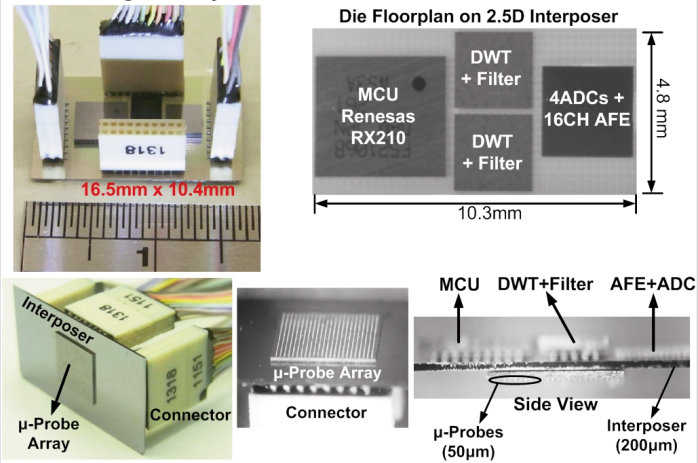 Die Floorplan on 2.5D Interposer
1318
16.5mm x 10.4mm
1
MCU
Renesas
RX210
DWT
+ Filter
DWT
+ Filter
4ADCs +
16CH AFE
4.8 mm
10.3mm
Interposer
1318
1151
1318
1151
Connector
μ-Probe
Array
μ-Probe Array
Connector
MCU
DWT+Filter
AFE+ADC
Side View
μ-Probes
(50μm)
Interposer
(200μm)